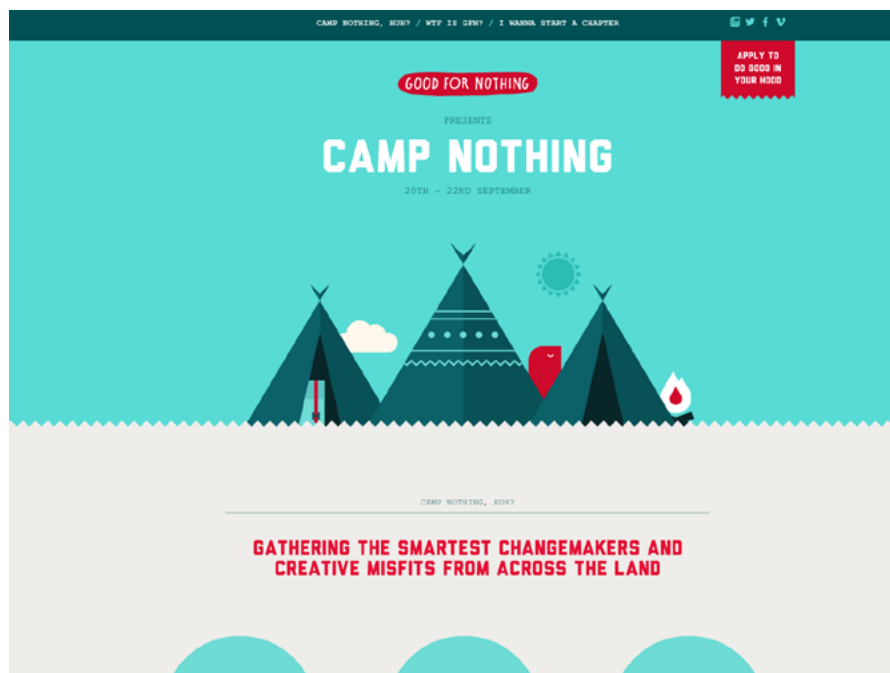 CAMP NOTHING, HUH? / WTF IS GFN? / I WANNA START A CHAPTER
APPLY TO
DO GOOD IN
YOUR HOOD
GOOD FOR NOTHING
PRESENTS
CAMP NOTHING
20TH - 22ND SEPTEMBER
CAMP NOTHING, HUH?
GATHERING THE SMARTEST CHANGEMAKERS AND
CREATIVE MISFITS FROM ACROSS THE LAND